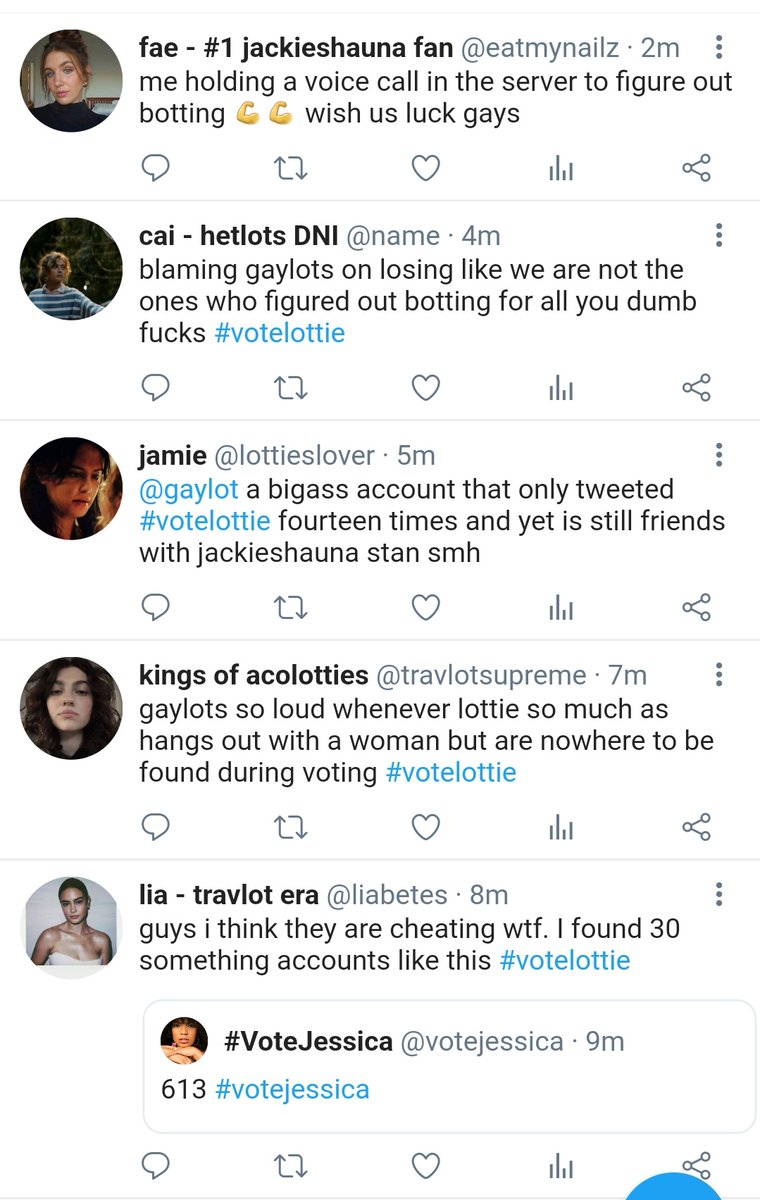 fae - #1 jackieshauna fan @eatmynailz · 2m
me holding a voice call in the server to figure out
botting 💪 💪 wish us luck gays
cai - hetlots DNI @name · 4m
blaming gaylots on losing like we are not the
ones who figured out botting for all you dumb
fucks #votelottie
jamie @lottieslover · 5m
@gaylot a bigass account that only tweeted
#votelottie fourteen times and yet is still friends
with jackieshauna stan smh
kings of acolotties @travlotsupreme · 7m
gaylots so loud whenever lottie so much as
hangs out with a woman but are nowhere to be
found during voting #votelottie
lia - travlot era @liabetes · 8m
guys i think they are cheating wtf. I found 30
something accounts like this #votelottie
#VoteJessica @votejessica · 9m
613 #votejessica